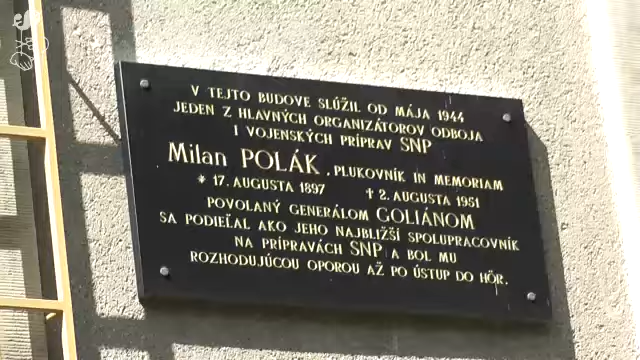 V TEJTO BUDOVE SLÚŽIL OD MÁJA 1944
JEDEN Z HLAVNÝCH ORGANIZÁTOROV ODBOJA
I VOJENSKÝCH PRÍPRAV SNP
Milan POLÁK , PLUKOVNÍK IN MEMORIAM
* 17. AUGUSTA 1897 † 2. AUGUSTA 1951
POVOLANÝ GENERÁLOM GOLIÁNOM
SA PODIEĽAL AKO JEHO NAJBLIŽŠÍ SPOLUPRACOVNÍK
NA PRÍPRAVÁCH SNP A BOL MU
ROZHODUJÚCOU OPOROU AŽ PO ÚSTUP DO HÔR.